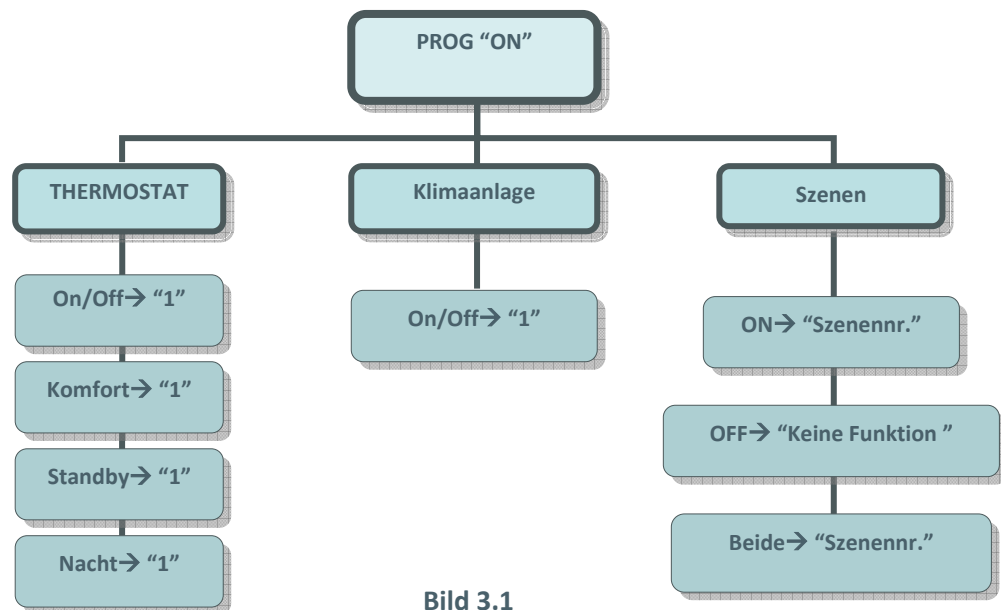 PROG “ON”
THERMOSTAT
On/Off→ “1”
Komfort→ “1”
Standby→ “1”
Nacht→ “1”
Klimaanlage
On/Off→ “1”
Szenen
ON→ “Szenennr.”
OFF→ “Keine Funktion ”
Beide→ “Szenennr.”
Bild 3.1